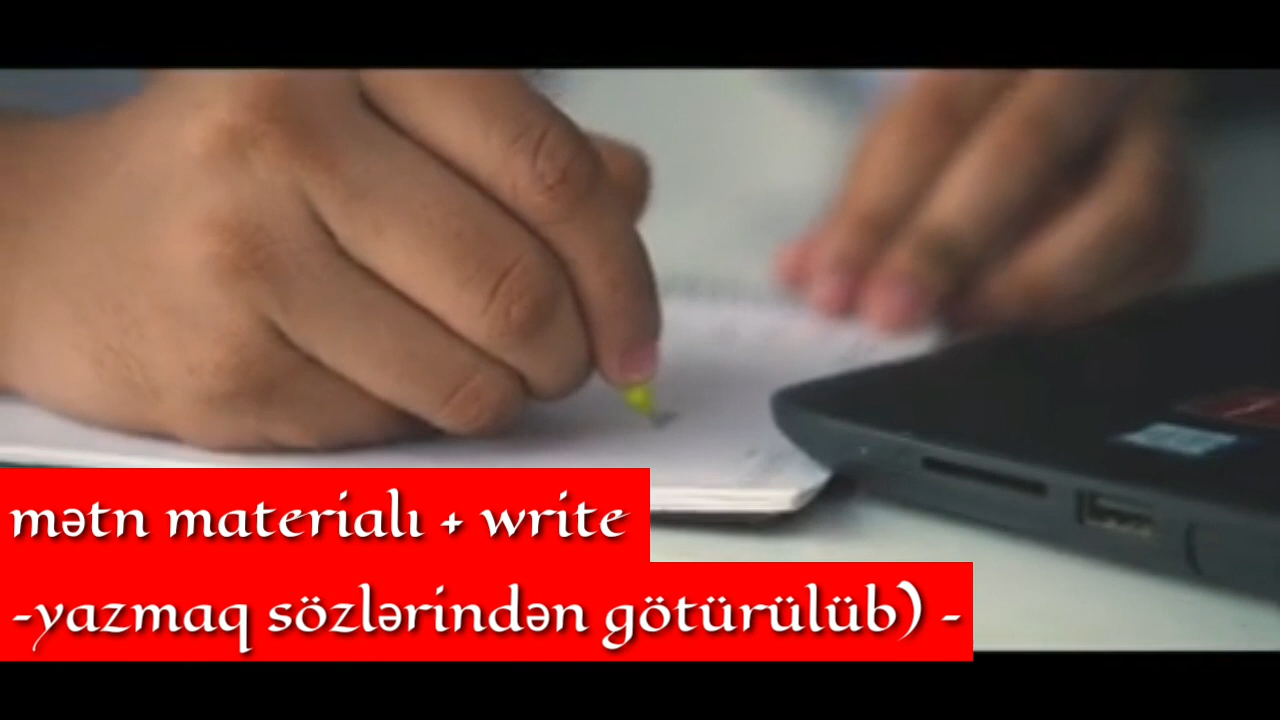 mətn materialı + write
-yazmaq sözlərindən götürülüb) -